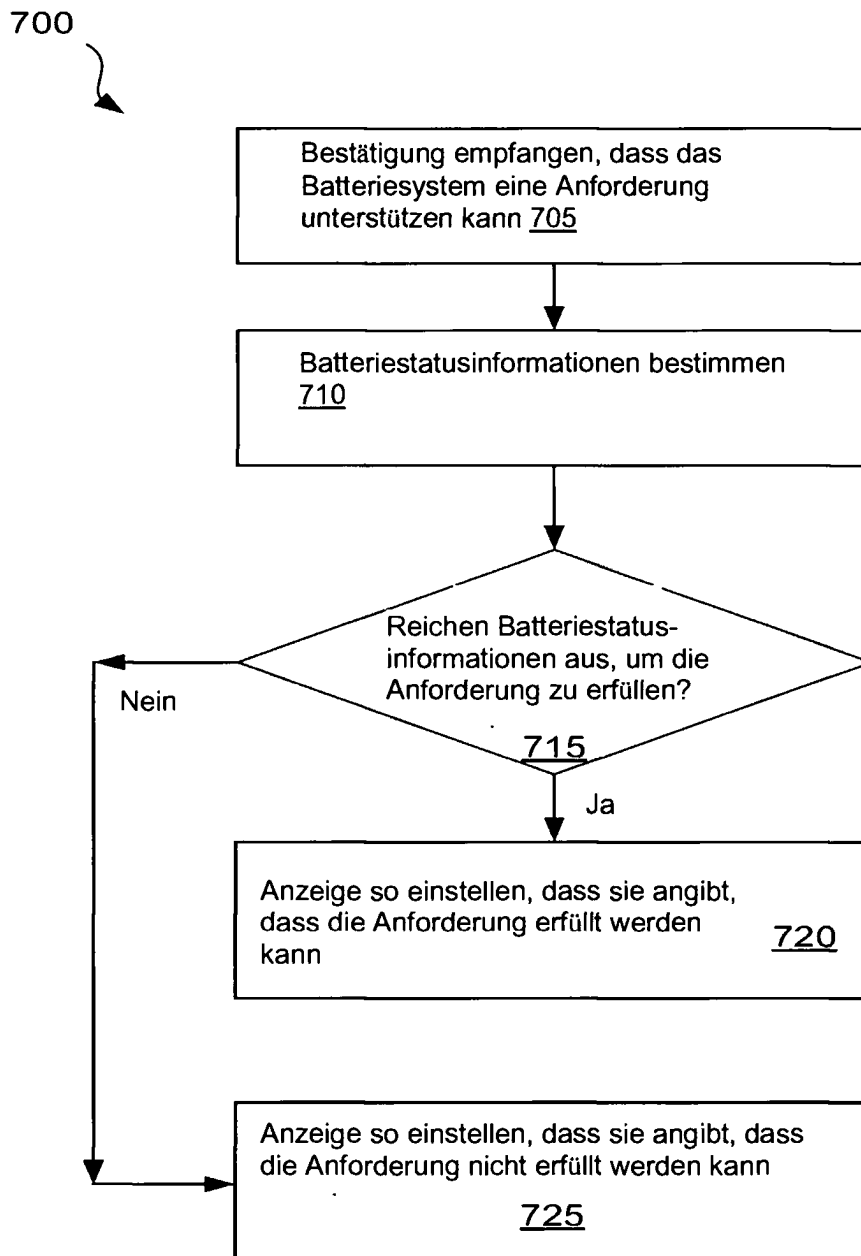 700
Bestätigung empfangen, dass das
Batteriesystem eine Anforderung
unterstützen kann 705
Batteriestatusinformationen bestimmen
710
Reichen Batteriestatus-
informationen aus, um die
Anforderung zu erfüllen?
715
Nein
Ja
Anzeige so einstellen, dass sie angibt,
dass die Anforderung erfüllt werden
kann
720
Anzeige so einstellen, dass sie angibt, dass
die Anforderung nicht erfüllt werden kann
725